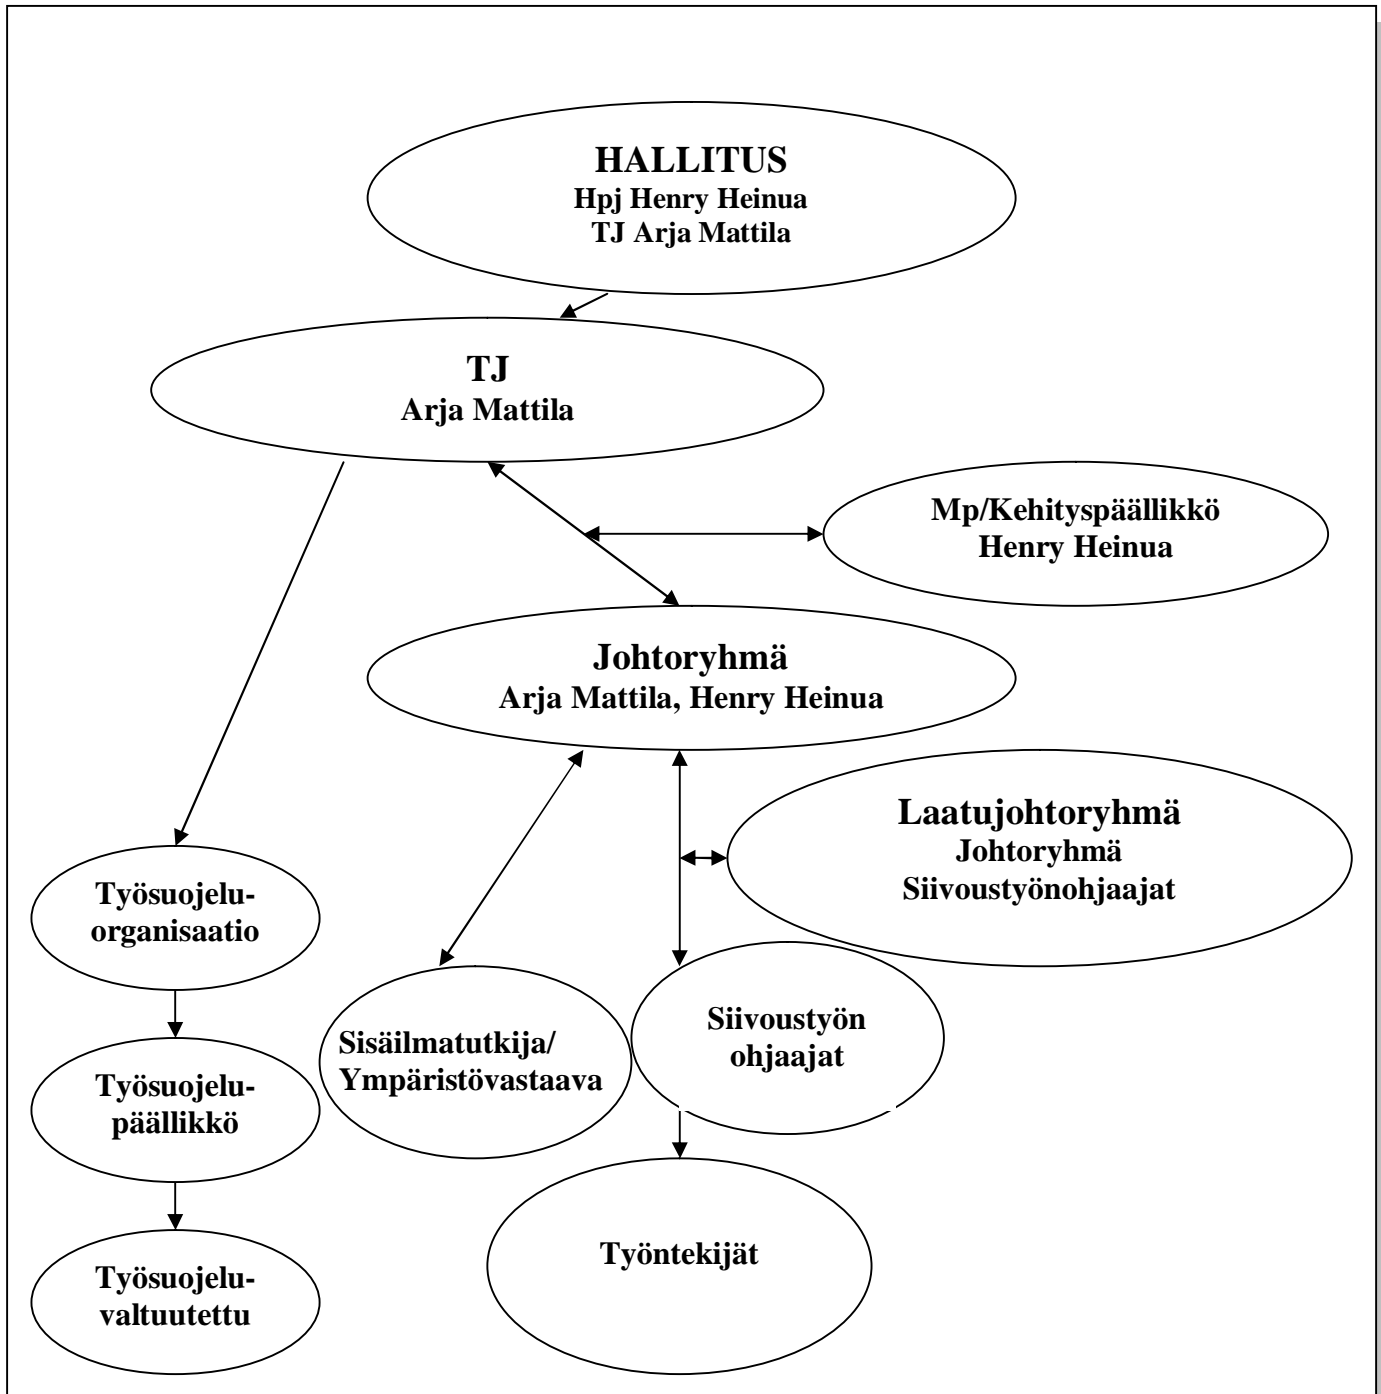 HALLITUS
Hpj Henry Heinua
TJ Arja Mattila
TJ
Arja Mattila
Mp/Kehityspäällikkö
Henry Heinua
Johtoryhmä
Arja Mattila, Henry Heinua
Laatujohtoryhmä
Johtoryhmä
Siivoustyönohjaajat
Työsuojelu-
organisaatio
Sisäilmatutkija/
Ympäristövastaava
Siivoustyön
ohjaajat
Työsuojelu-
päällikkö
Työntekijät
Työsuojelu-
valtuutettu